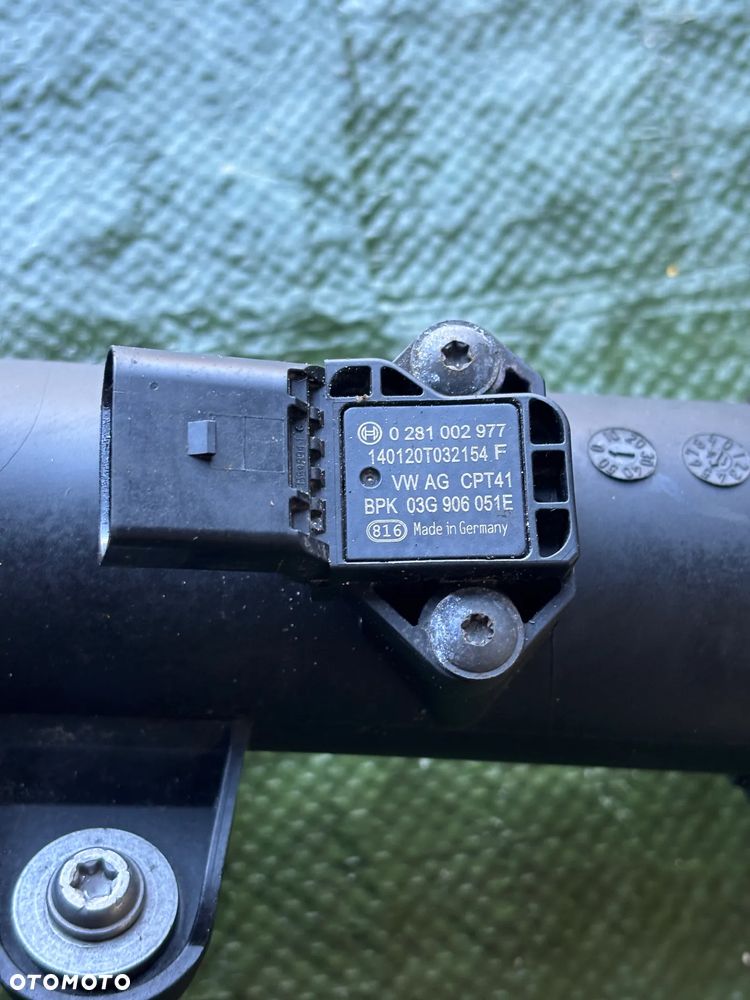 0 281 002 977
140120T032154 F
VW AG CPT41
BPK 03G 906 051E
816 Made in Germany
OTOMOTO